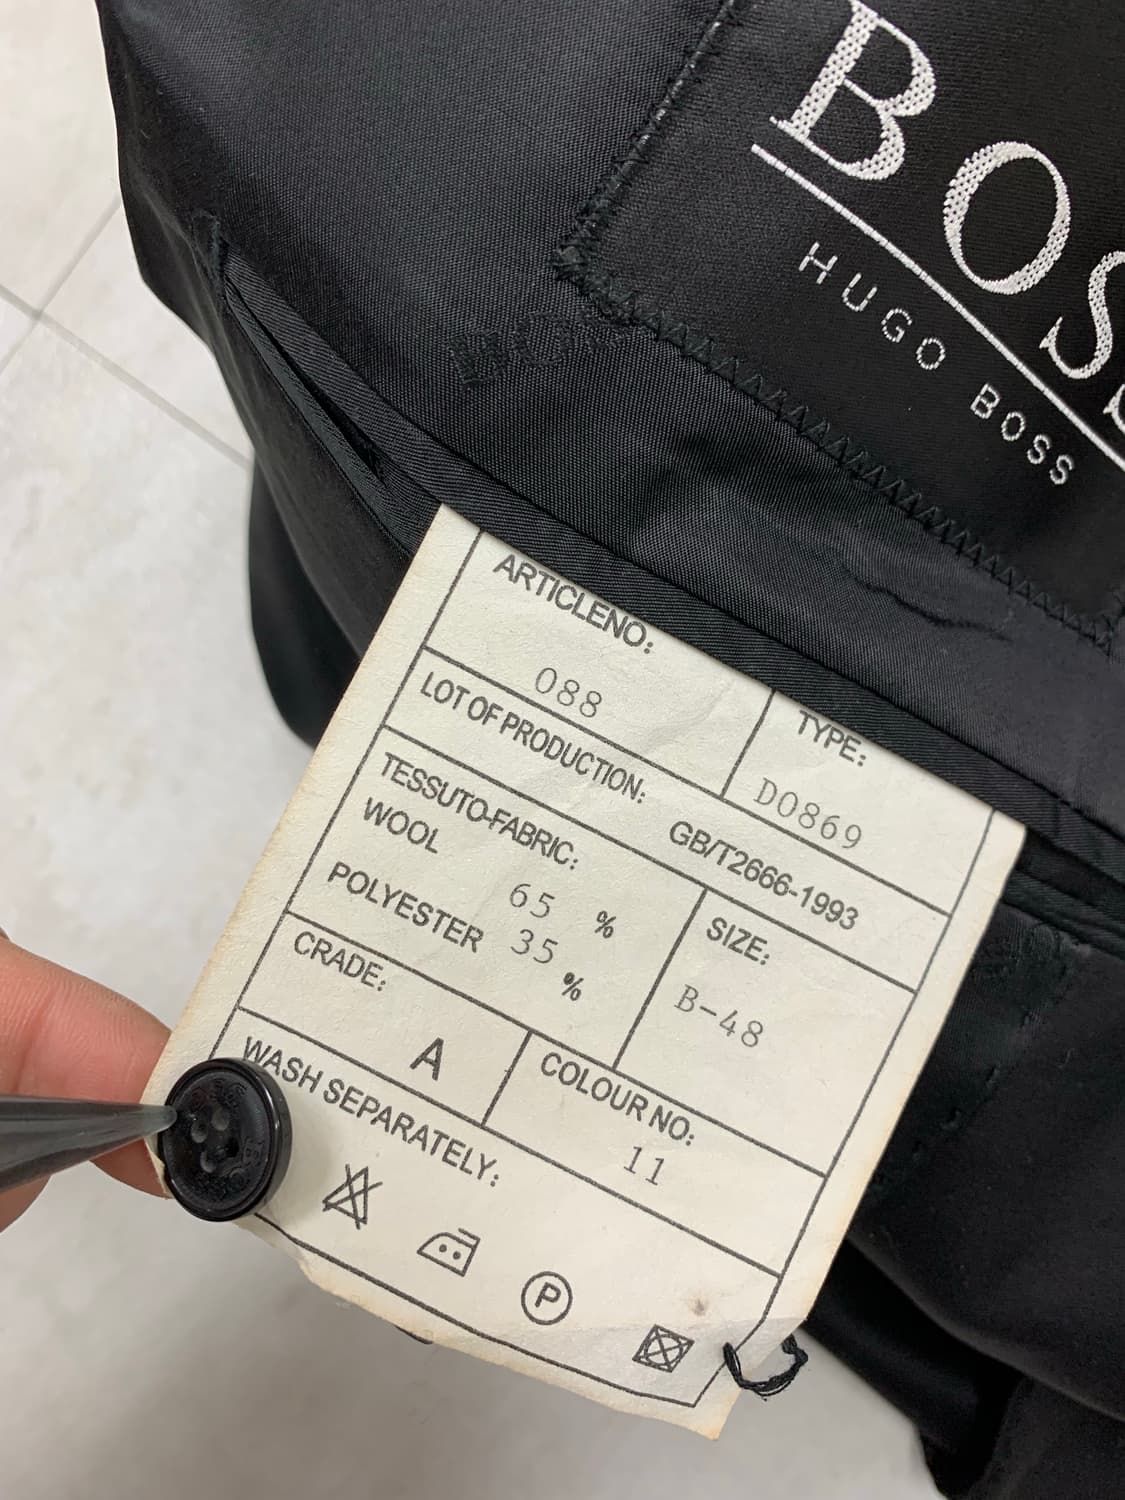 BOSS
HUGO BOSS
BOSS
ARTICLENO:
088
TYPE:
D0869
LOT OF PRODUCTION:
GB/T2666-1993
TESSUTO-FABRIC:
WOOL 65 %
POLYESTER 35 %
SIZE:
B-48
CRADE:
A
COLOUR NO:
11
WASH SEPARATELY:
P